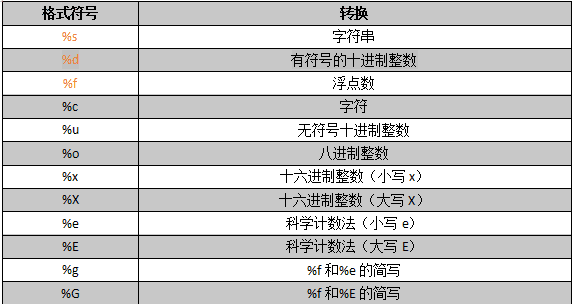 格式符号 转换
%s 字符串
%d 有符号的十进制整数
%f 浮点数
%c 字符
%u 无符号十进制整数
%o 八进制整数
%x 十六进制整数（小写 x）
%X 十六进制整数（大写 X）
%e 科学计数法（小写 e）
%E 科学计数法（大写 E）
%g %f 和%e 的简写
%G %f 和%E 的简写